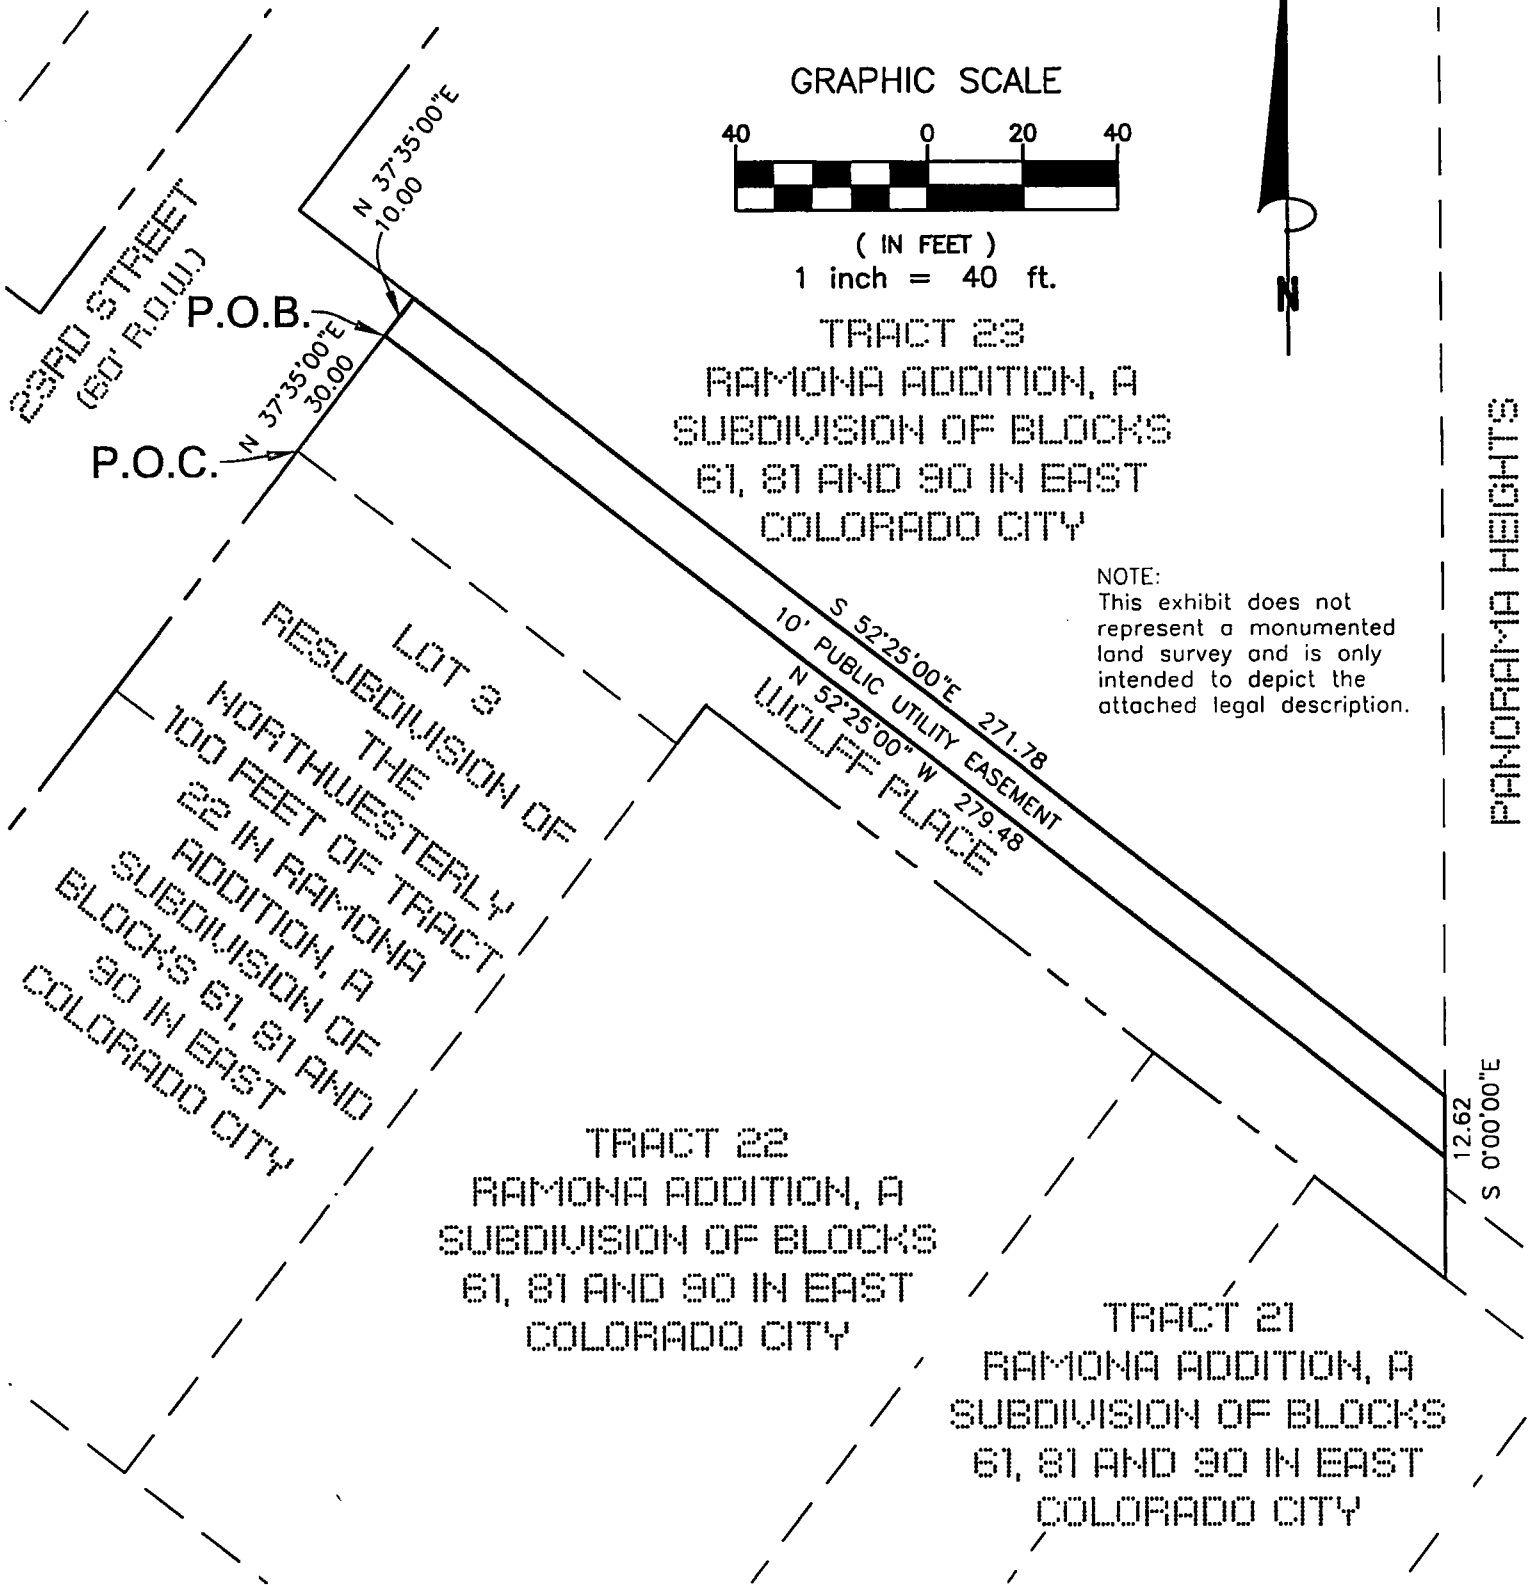 GRAPHIC SCALE
40 0 20 40
( IN FEET )
1 inch = 40 ft.
N
N 37°35'00"E
10.00
23RD STREET
(60' R.O.W.)
P.O.B.
N 37°35'00"E
30.00
P.O.C.
TRACT 23
RAMONA ADDITION, A
SUBDIVISION OF BLOCKS
61, 81 AND 90 IN EAST
COLORADO CITY
PANORAMA HEIGHTS
NOTE:
This exhibit does not
represent a monumented
land survey and is only
intended to depict the
attached legal description.
S 52°25'00"E 271.78
10' PUBLIC UTILITY EASEMENT
N 52°25'00" W 279.48
WOLFF PLACE
LOT 3
RESUBDIVISION OF
THE
NORTHWESTERLY
100 FEET OF TRACT
22 IN RAMONA
ADDITION, A
SUBDIVISION OF
BLOCKS 61, 81 AND
90 IN EAST
COLORADO CITY
12.62
S 0°00'00"E
TRACT 22
RAMONA ADDITION, A
SUBDIVISION OF BLOCKS
61, 81 AND 90 IN EAST
COLORADO CITY
TRACT 21
RAMONA ADDITION, A
SUBDIVISION OF BLOCKS
61, 81 AND 90 IN EAST
COLORADO CITY